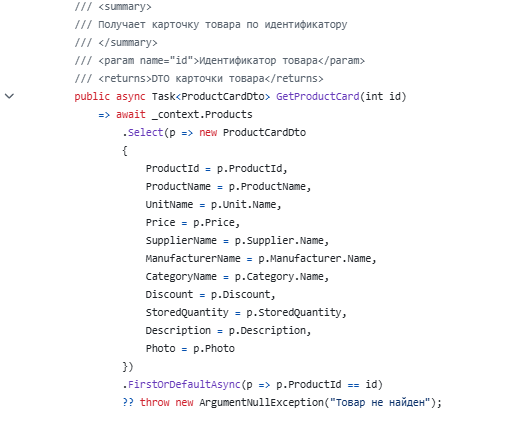 /// <summary>
/// Получает карточку товара по идентификатору
/// </summary>
/// <param name="id">Идентификатор товара</param>
/// <returns>DTO карточки товара</returns>
public async Task<ProductCardDto> GetProductCard(int id)
=> await _context.Products
.Select(p => new ProductCardDto
{
ProductId = p.ProductId,
ProductName = p.ProductName,
UnitName = p.Unit.Name,
Price = p.Price,
SupplierName = p.Supplier.Name,
ManufacturerName = p.Manufacturer.Name,
CategoryName = p.Category.Name,
Discount = p.Discount,
StoredQuantity = p.StoredQuantity,
Description = p.Description,
Photo = p.Photo
})
.FirstOrDefaultAsync(p => p.ProductId == id)
?? throw new ArgumentNullException("Товар не найден");